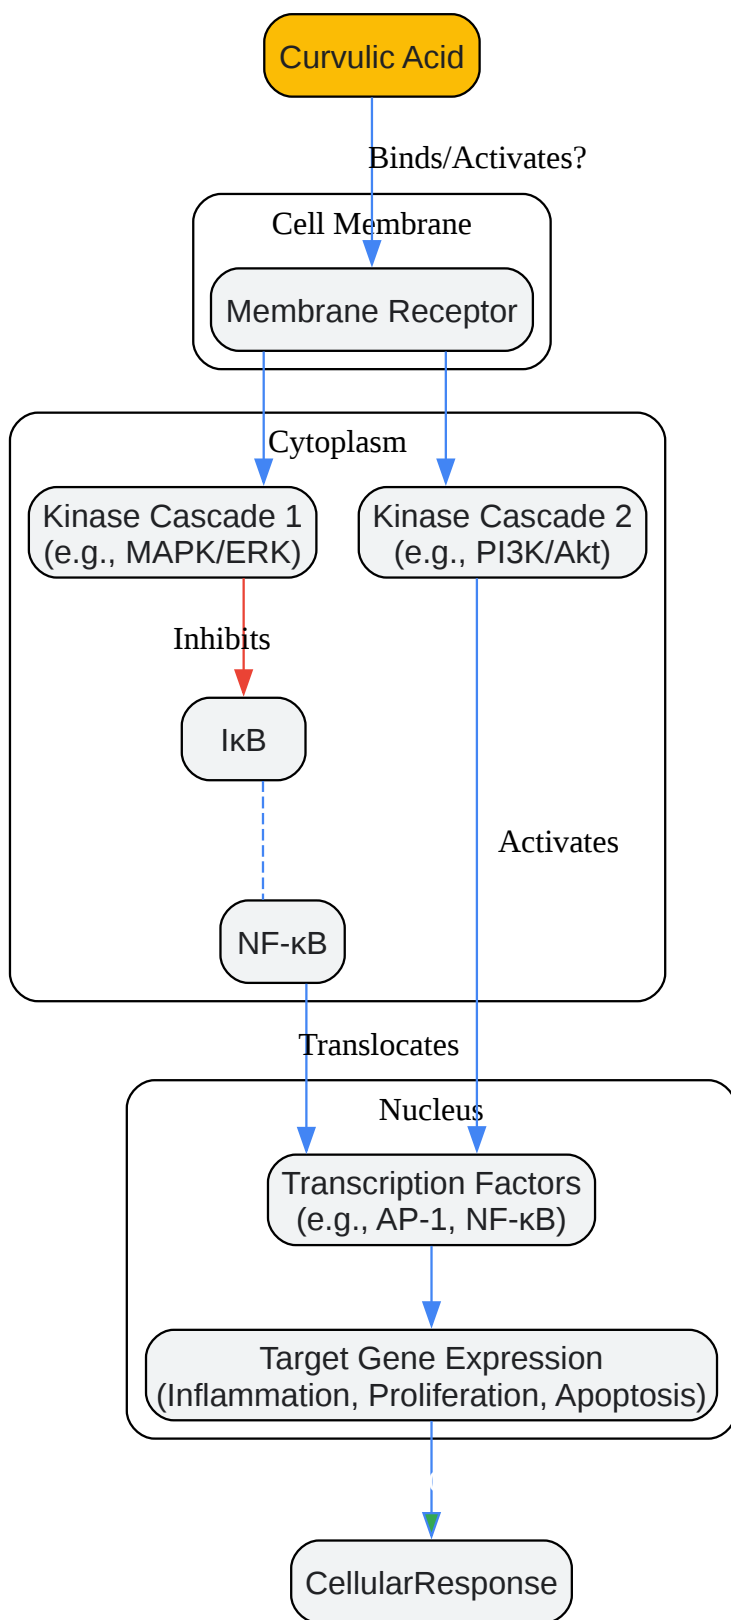 Curvulic Acid
Binds/Activates?
Cell Membrane
Membrane Receptor
Cytoplasm
Kinase Cascade 1
(e.g., MAPK/ERK)
Kinase Cascade 2
(e.g., PI3K/Akt)
Inhibits
IκB
Activates
NF-κB
Translocates
Nucleus
Transcription Factors
(e.g., AP-1, NF-κB)
Target Gene Expression
(Inflammation, Proliferation, Apoptosis)
CellularResponse